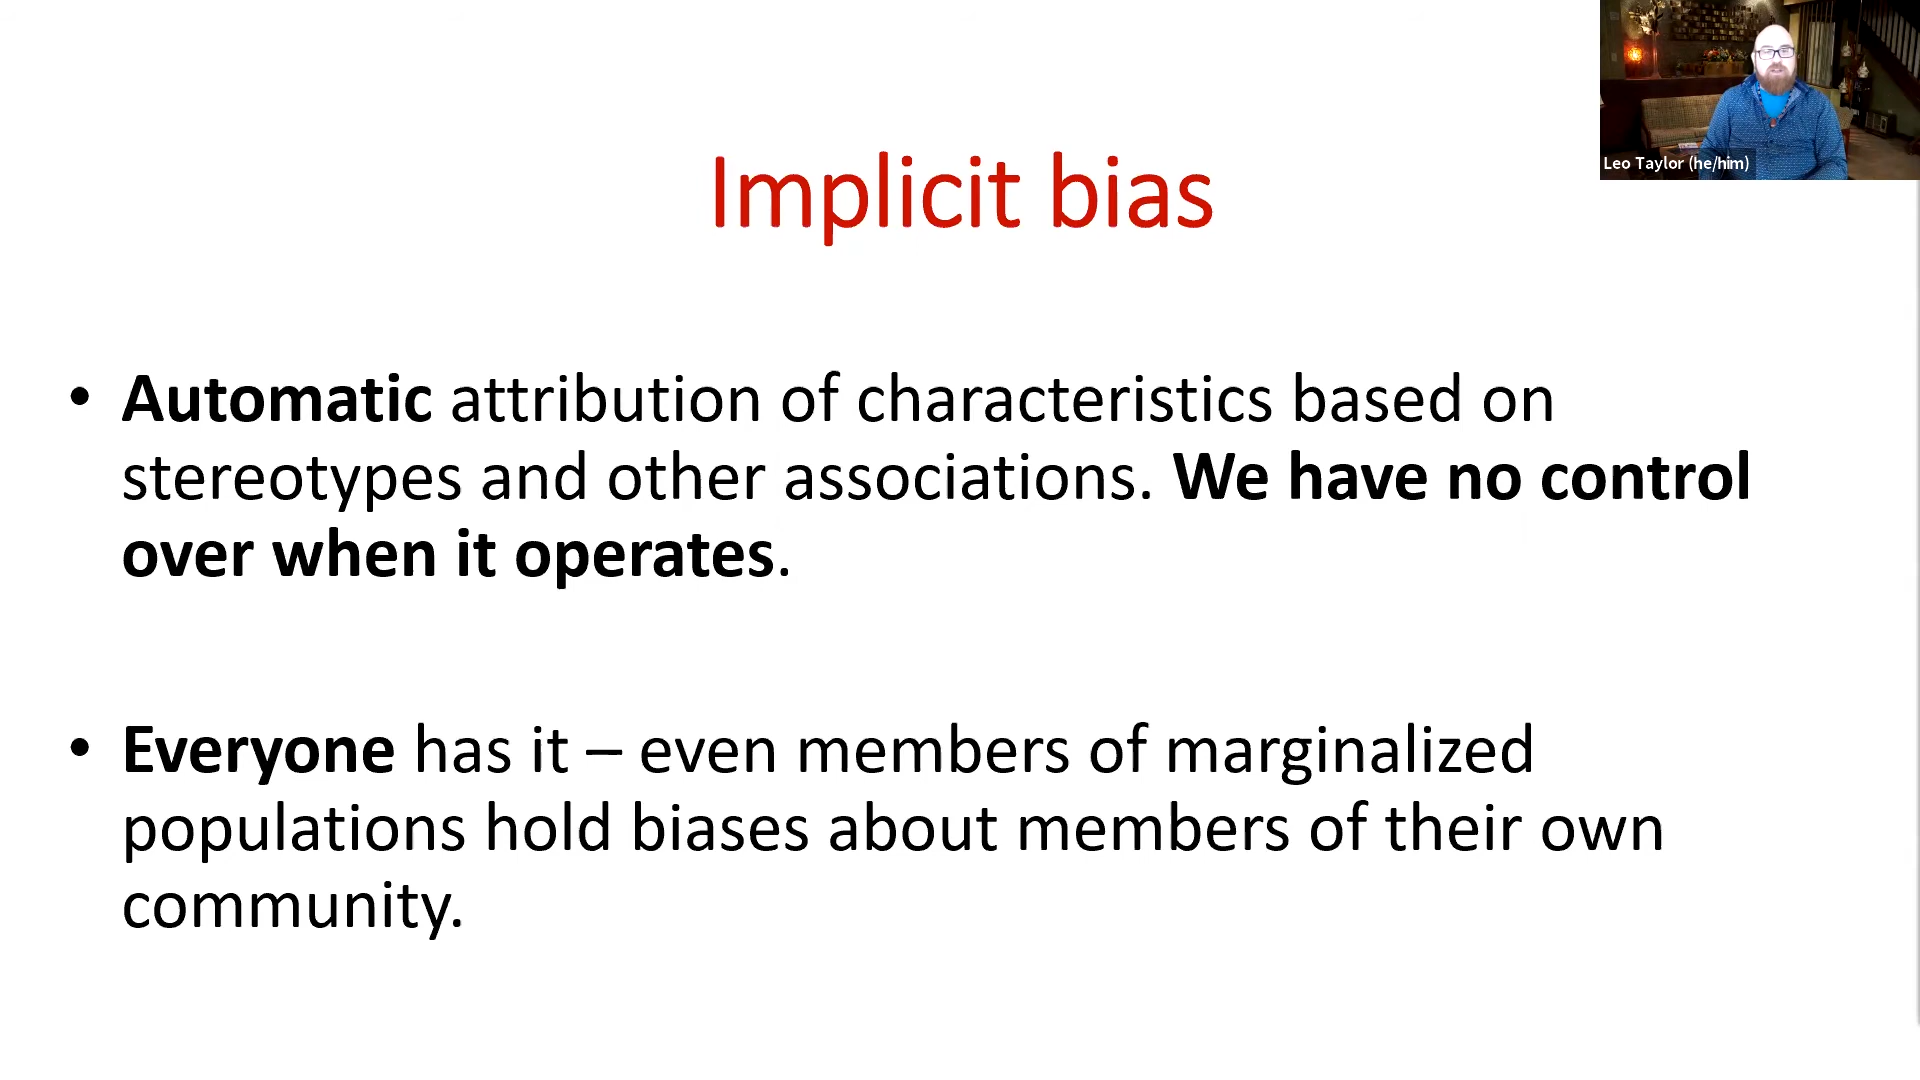 Leo Taylor (he/him)
Implicit bias
• Automatic attribution of characteristics based on
stereotypes and other associations. We have no control
over when it operates.
• Everyone has it – even members of marginalized
populations hold biases about members of their own
community.